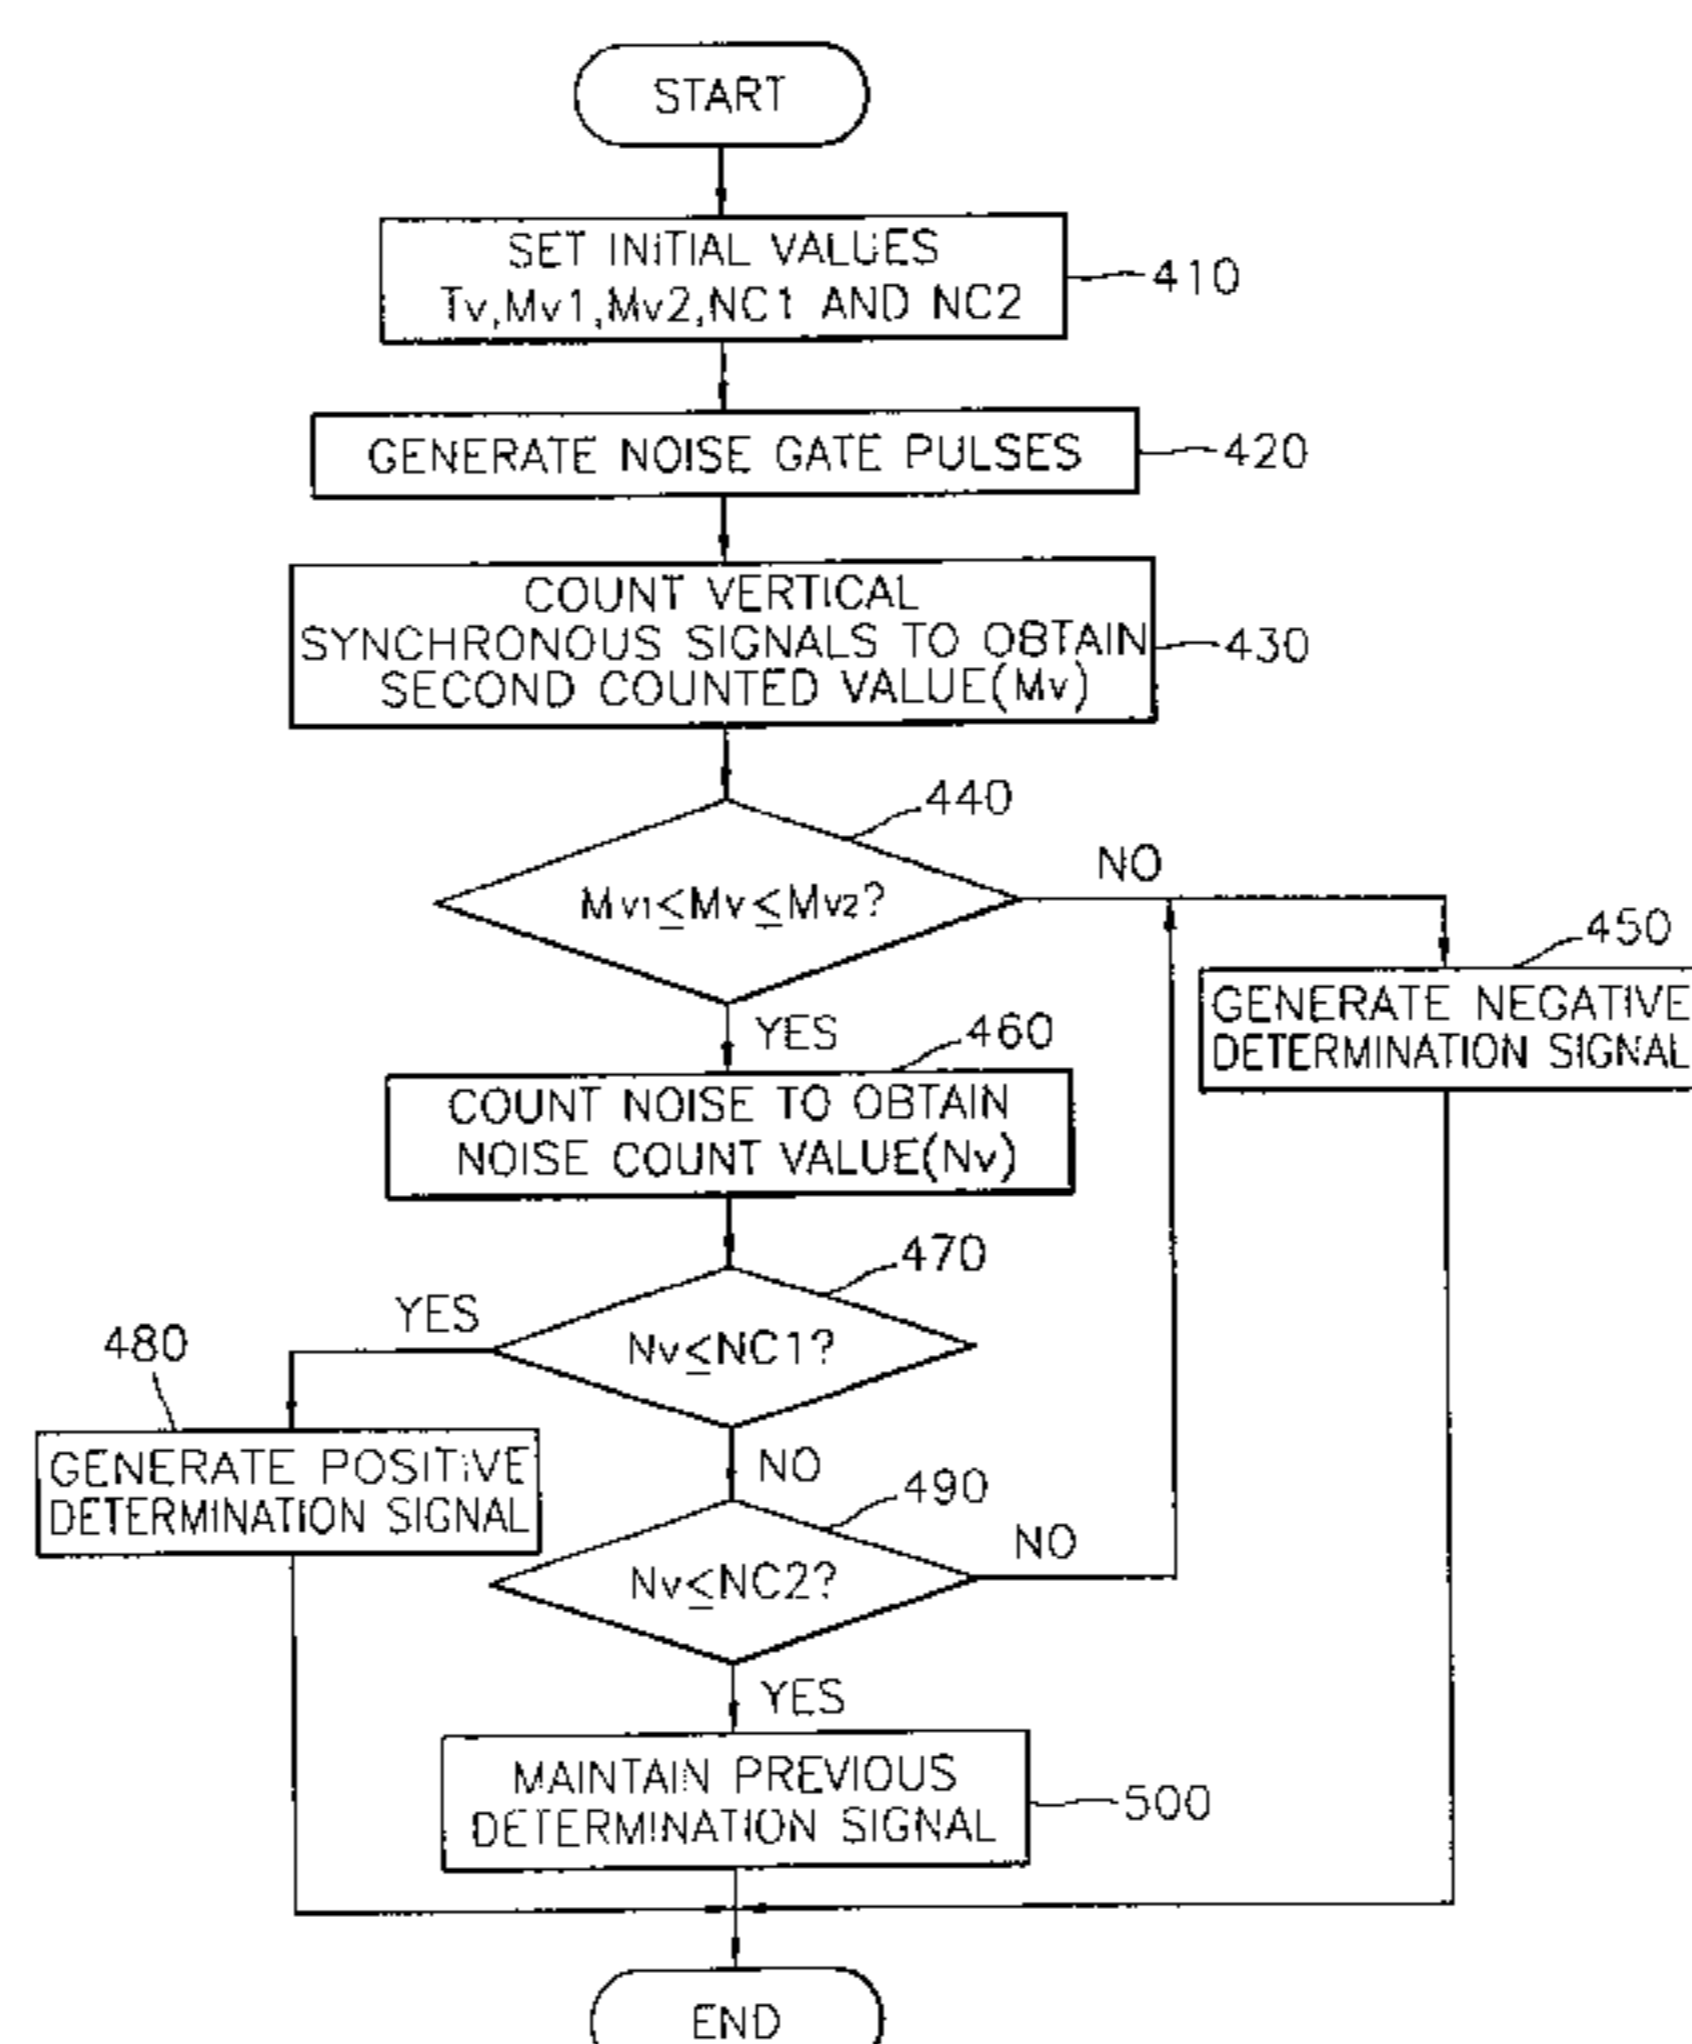 START
SET INITIAL VALUES
Tv,Mv1,Mv2,NC1 AND NC2
410
GENERATE NOISE GATE PULSES
420
COUNT VERTICAL
SYNCHRONOUS SIGNALS TO OBTAIN
SECOND COUNTED VALUE(Mv)
430
440
Mv1≤Mv≤Mv2?
NO
450
GENERATE NEGATIVE
DETERMINATION SIGNAL
YES
460
COUNT NOISE TO OBTAIN
NOISE COUNT VALUE(Nv)
470
YES
Nv≤NC1?
480
GENERATE POSITIVE
DETERMINATION SIGNAL
NO
490
Nv≤NC2?
NO
YES
MAINTAIN PREVIOUS
DETERMINATION SIGNAL
500
END